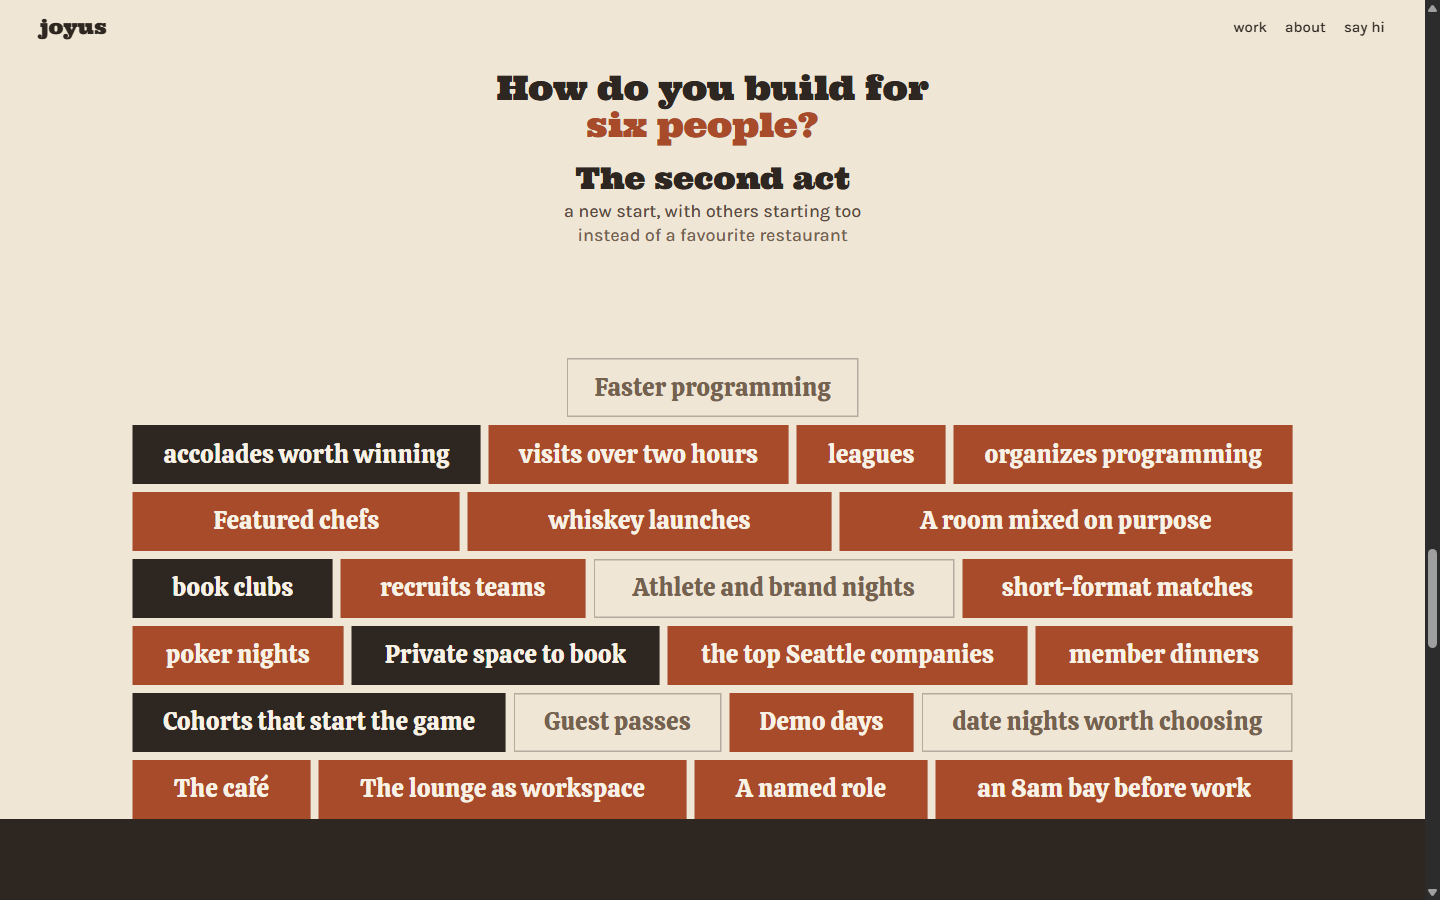 joyus
work about say hi
How do you build for
six people?
The second act
a new start, with others starting too
instead of a favourite restaurant
Faster programming
accolades worth winning visits over two hours leagues organizes programming
Featured chefs whiskey launches A room mixed on purpose
book clubs recruits teams Athlete and brand nights short-format matches
poker nights Private space to book the top Seattle companies member dinners
Cohorts that start the game Guest passes Demo days date nights worth choosing
The café The lounge as workspace A named role an 8am bay before work